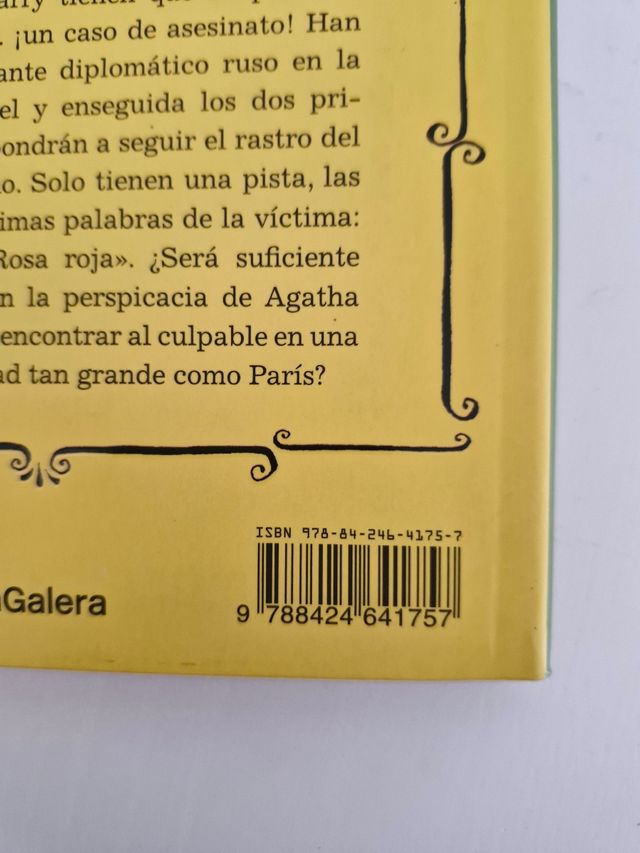 tienen que
. ¡un caso de asesinato! Han
ante diplomático ruso en la
el y enseguida los dos pri-
ondrán a seguir el rastro del
o. Solo tienen una pista, las
imas palabras de la víctima:
Rosa roja». ¿Será suficiente
n la perspicacia de Agatha
encontrar al culpable en una
ad tan grande como París?
ISBN 978-84-246-4175-7
Galera
9 788424 641757